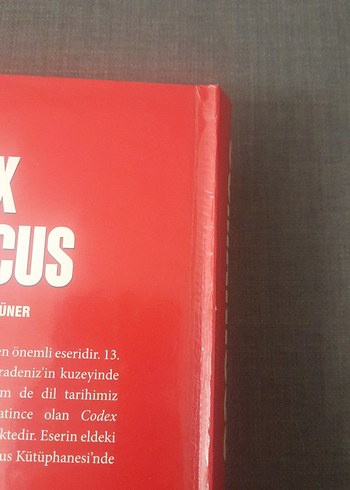 X
CUS
ÜNER
en önemli eseridir. 13.
radeniz'in kuzeyinde
m de dil tarihimiz
atince olan Codex
ktedir. Eserin eldeki
us Kütüphanesi'nde